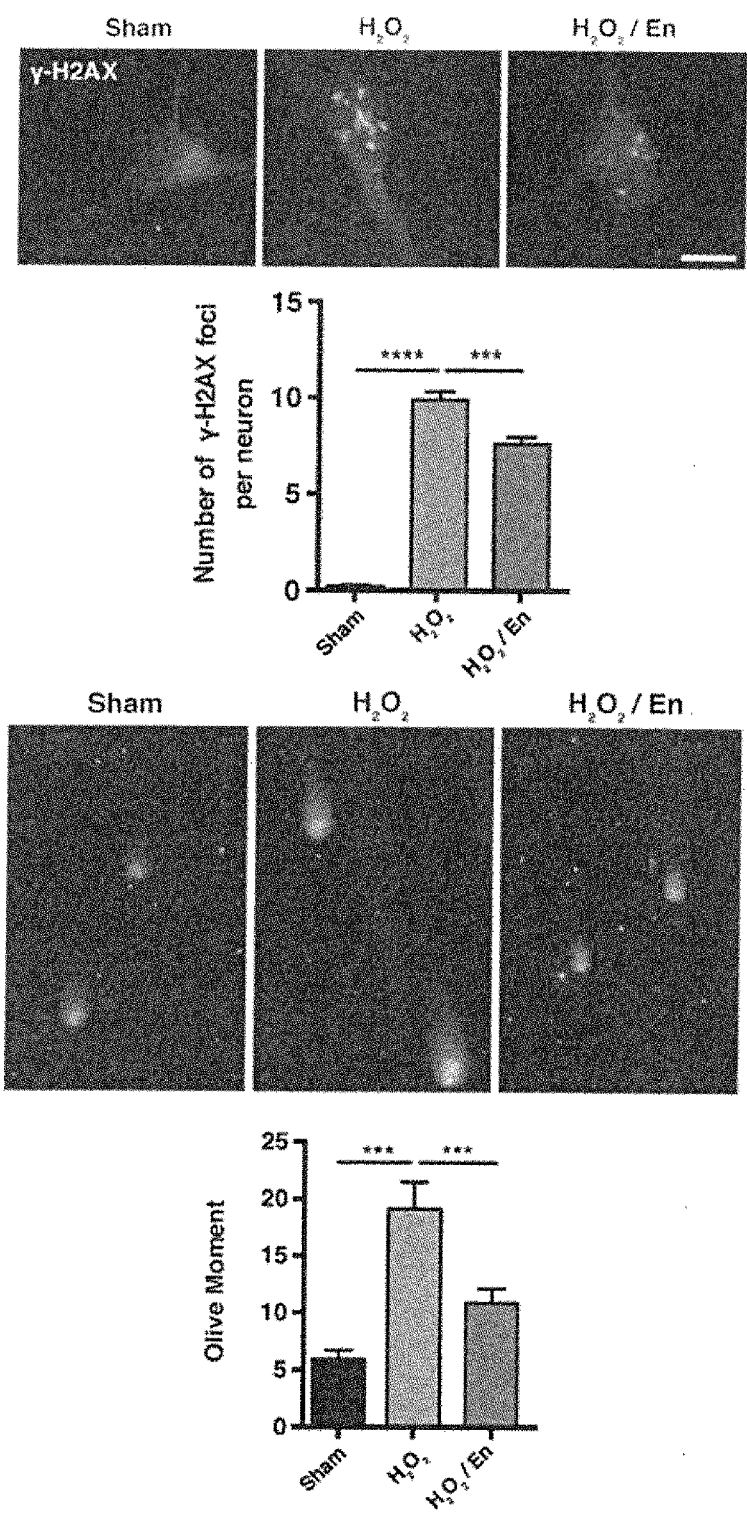 Sham H₂O₂ H₂O₂ / En
γ-H2AX
Number of γ-H2AX foci
per neuron
15
10
5
0
**** ***
Sham H₂O₂ H₂O₂ / En
Sham H₂O₂ H₂O₂ / En
Olive Moment
25
20
15
10
5
0
*** ***
Sham H₂O₂ H₂O₂ / En